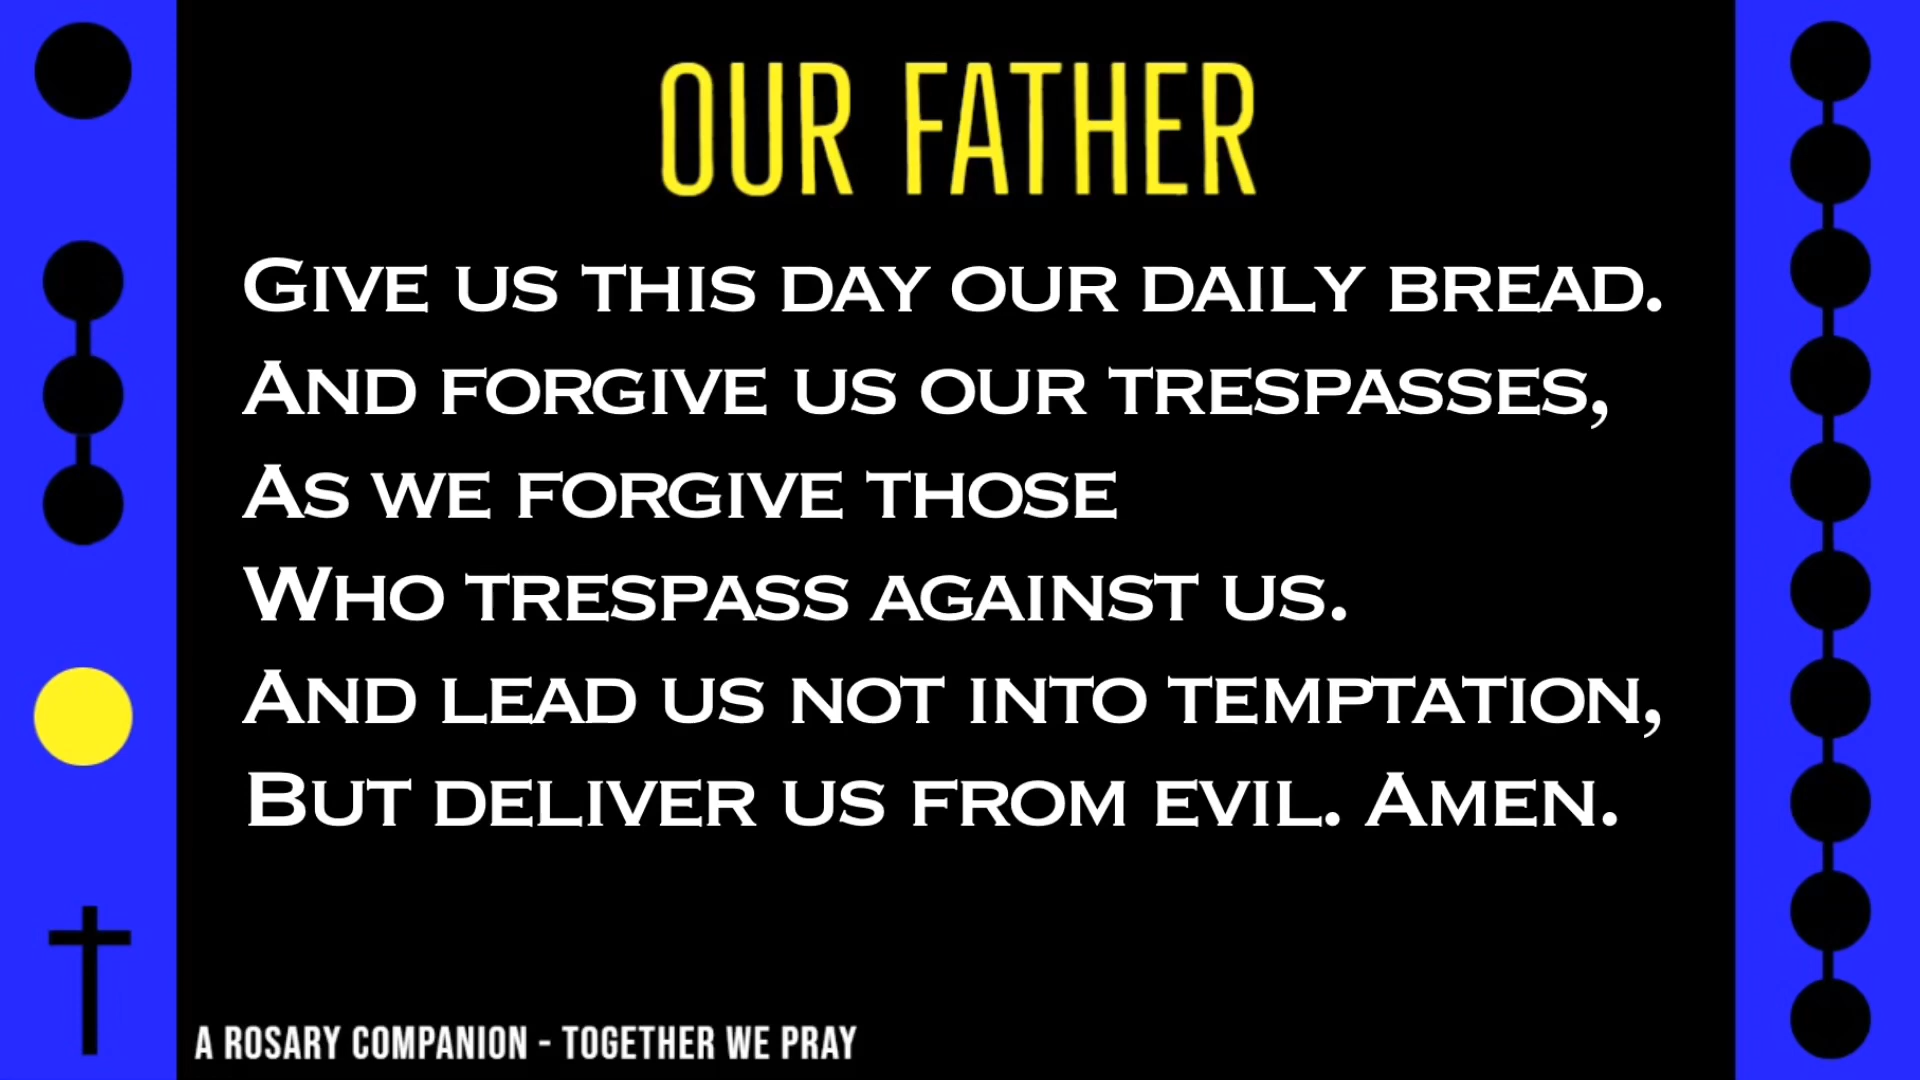 OUR FATHER
Give us this day our daily bread.
And forgive us our trespasses,
As we forgive those
Who trespass against us.
And lead us not into temptation,
But deliver us from evil. Amen.
A ROSARY COMPANION - TOGETHER WE PRAY